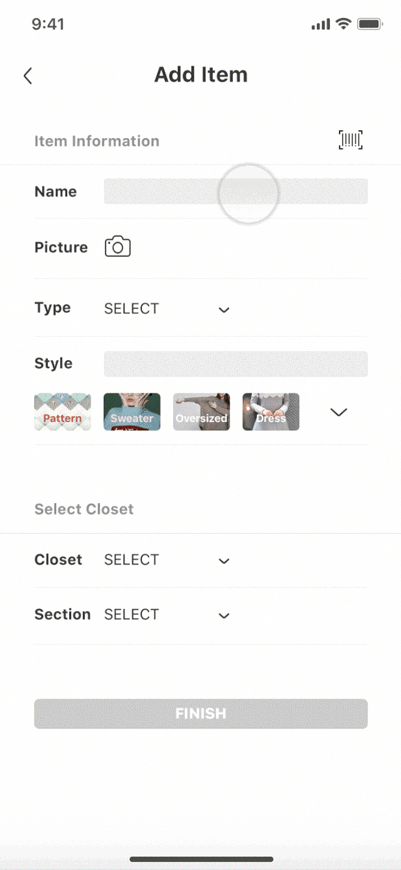 9:41
Add Item
Item Information
Name
Picture
Type SELECT
Style
Pattern Sweater Oversized Dress
Select Closet
Closet SELECT
Section SELECT
FINISH